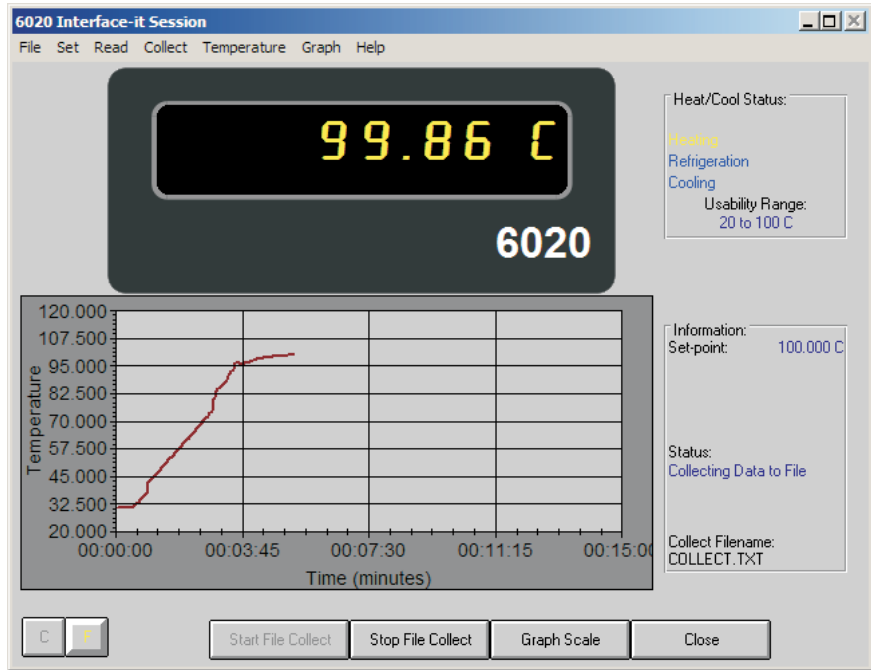 6020 Interface-it Session
File Set Read Collect Temperature Graph Help
99.86 C
6020
Heat/Cool Status:
Heating
Refrigeration
Cooling
Usability Range:
20 to 100 C
120.000
107.500
95.000
82.500
70.000
57.500
45.000
32.500
20.000
Temperature
00:00:00 00:03:45 00:07:30 00:11:15 00:15:00
Time (minutes)
Information:
Set-point: 100.000 C
Status:
Collecting Data to File
Collect Filename:
COLLECT.TXT
C F Start File Collect Stop File Collect Graph Scale Close